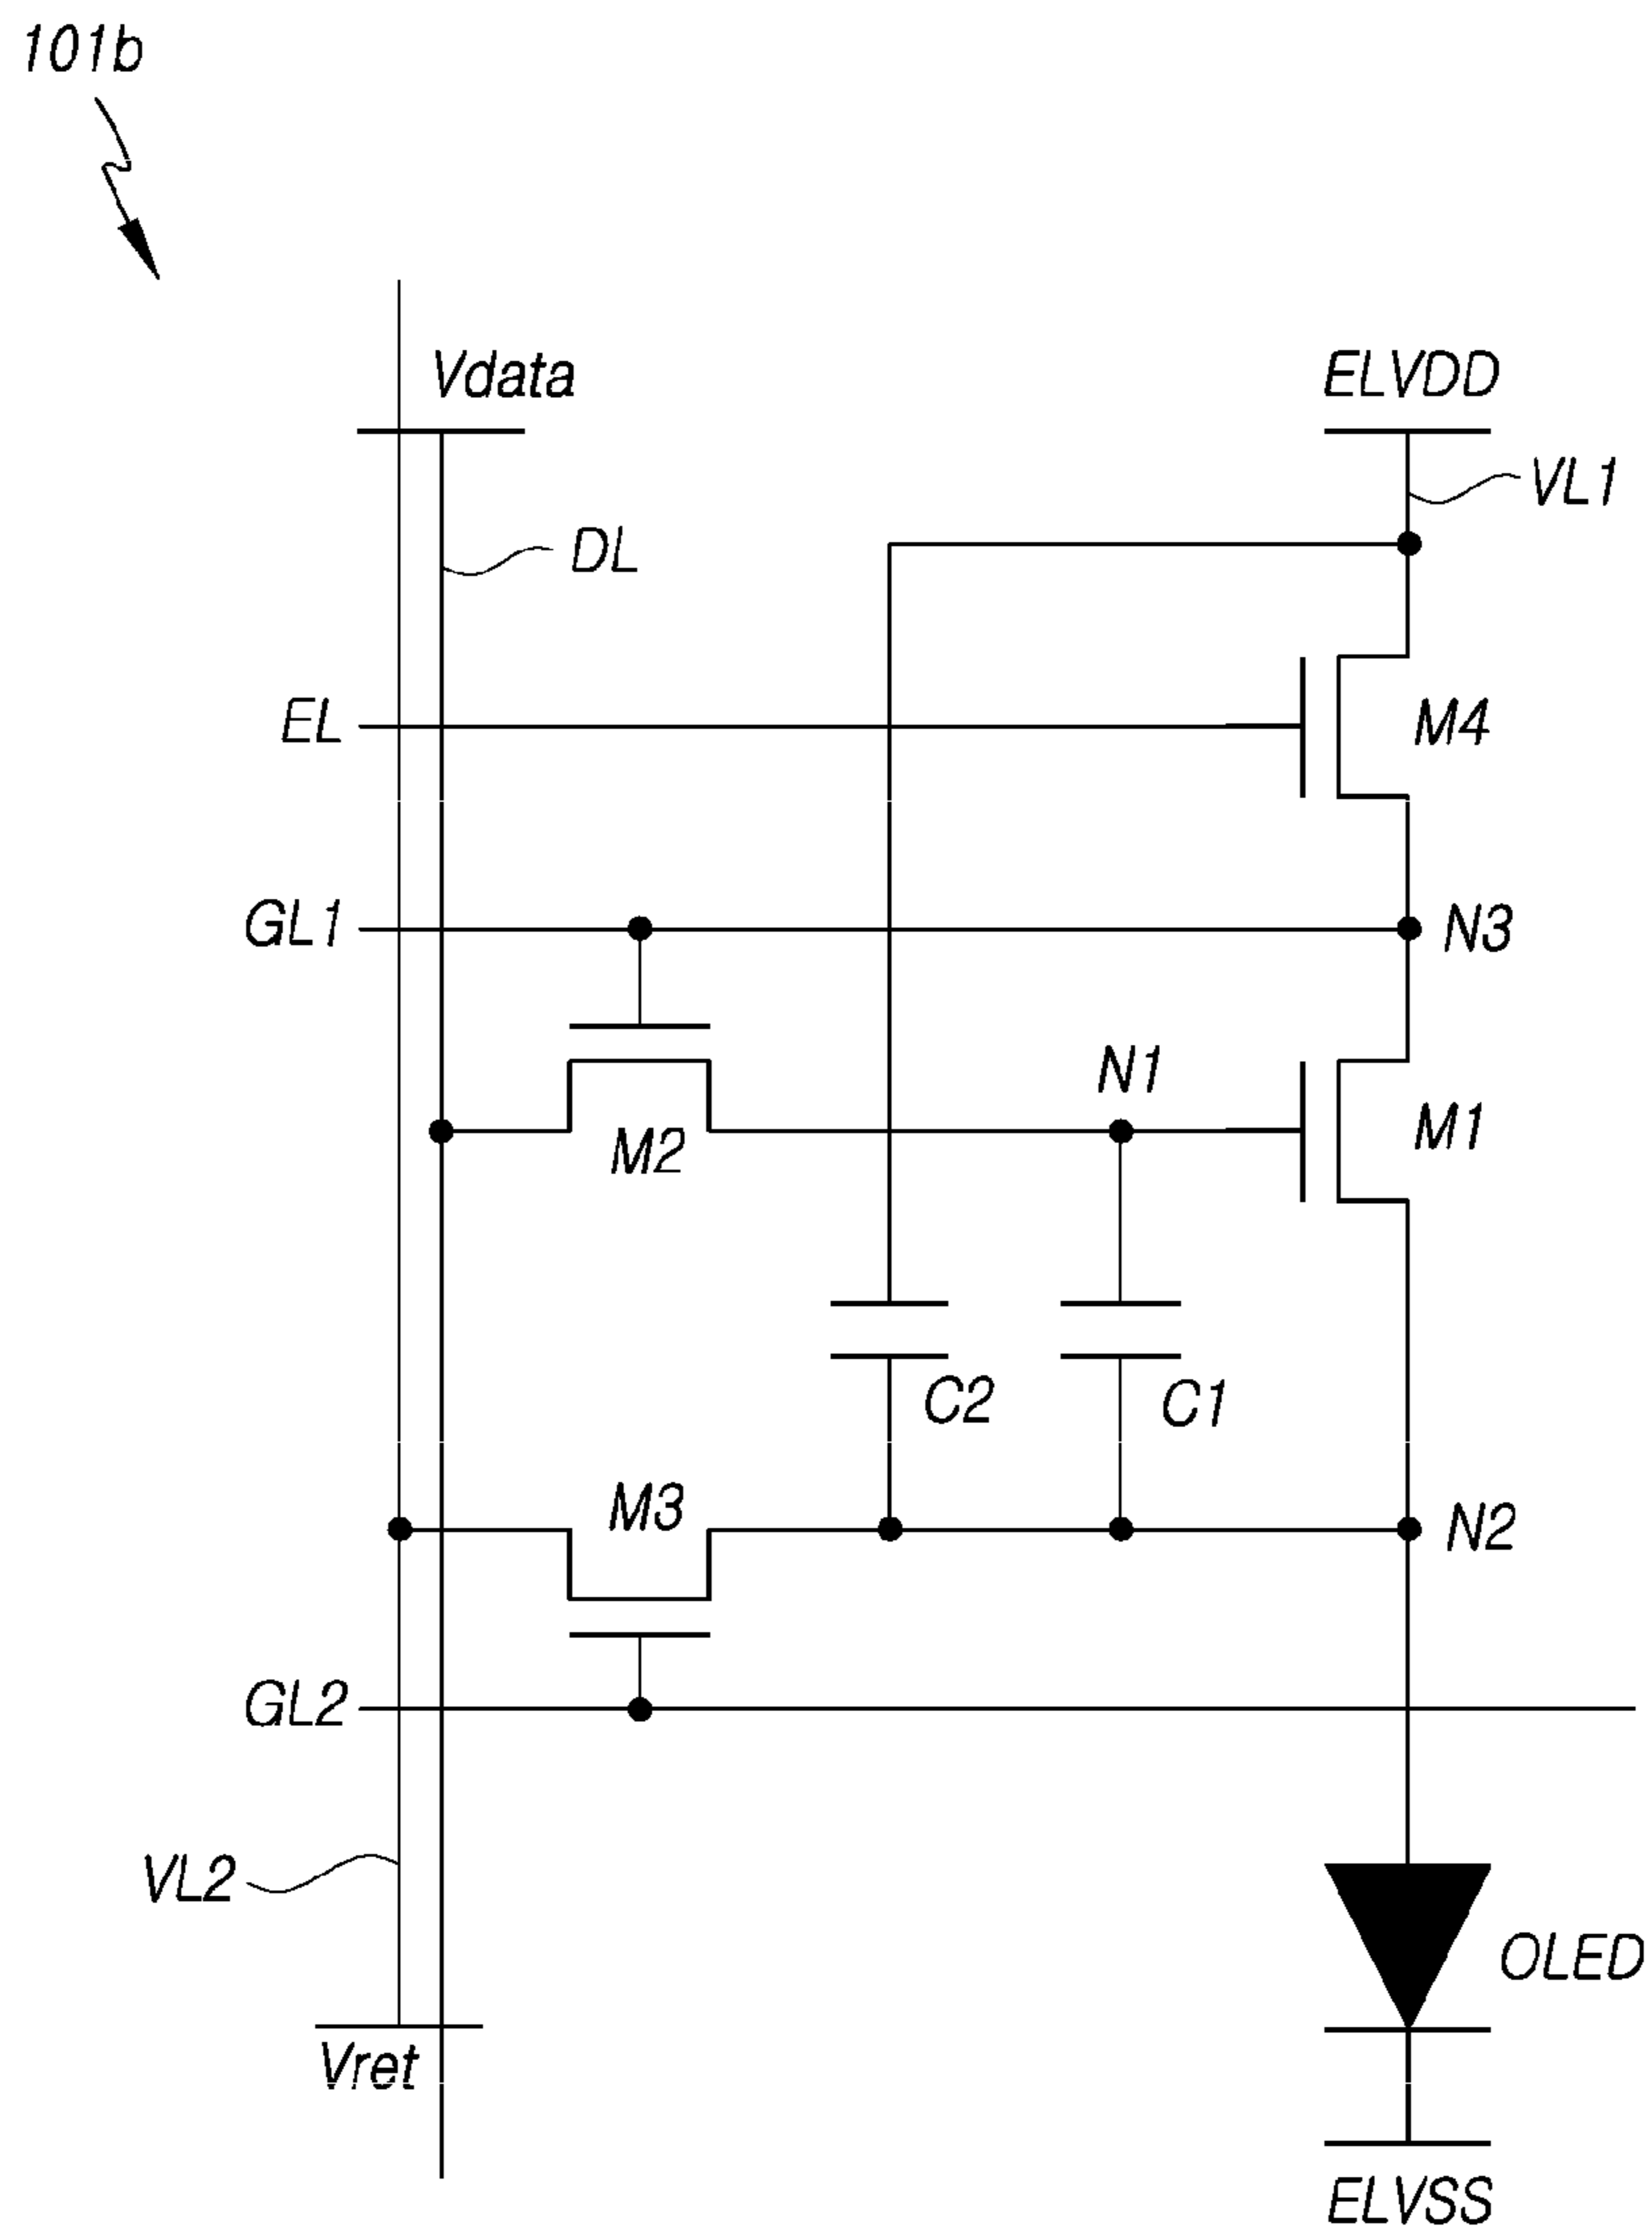 101b
Vdata
ELVDD
VL1
DL
EL
M4
GL1
N3
N1
M2
M1
C2
C1
M3
N2
GL2
VL2
OLED
Vret
ELVSS